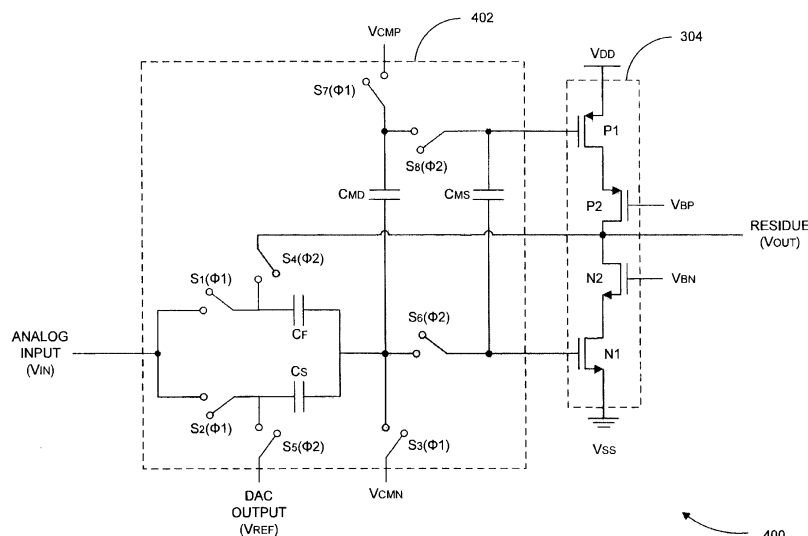 402
VCMP
304
VDD
S7(Φ1)
P1
S8(Φ2)
CMD
CMS
P2
VBP
RESIDUE
(VOUT)
S4(Φ2)
N2
VBN
S1(Φ1)
S6(Φ2)
CF
ANALOG
INPUT
(VIN)
N1
CS
S2(Φ1)
S5(Φ2)
S3(Φ1)
VSS
DAC
OUTPUT
(VREF)
VCMN
400